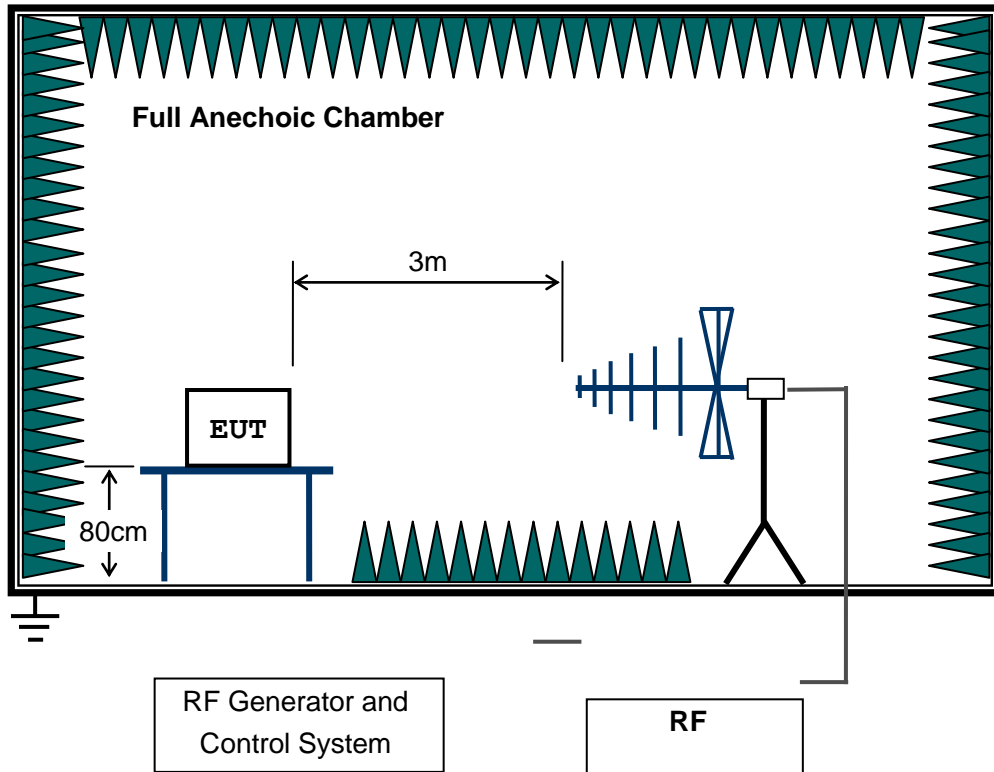 Full Anechoic Chamber
3m
EUT
80cm
RF Generator and
Control System
RF